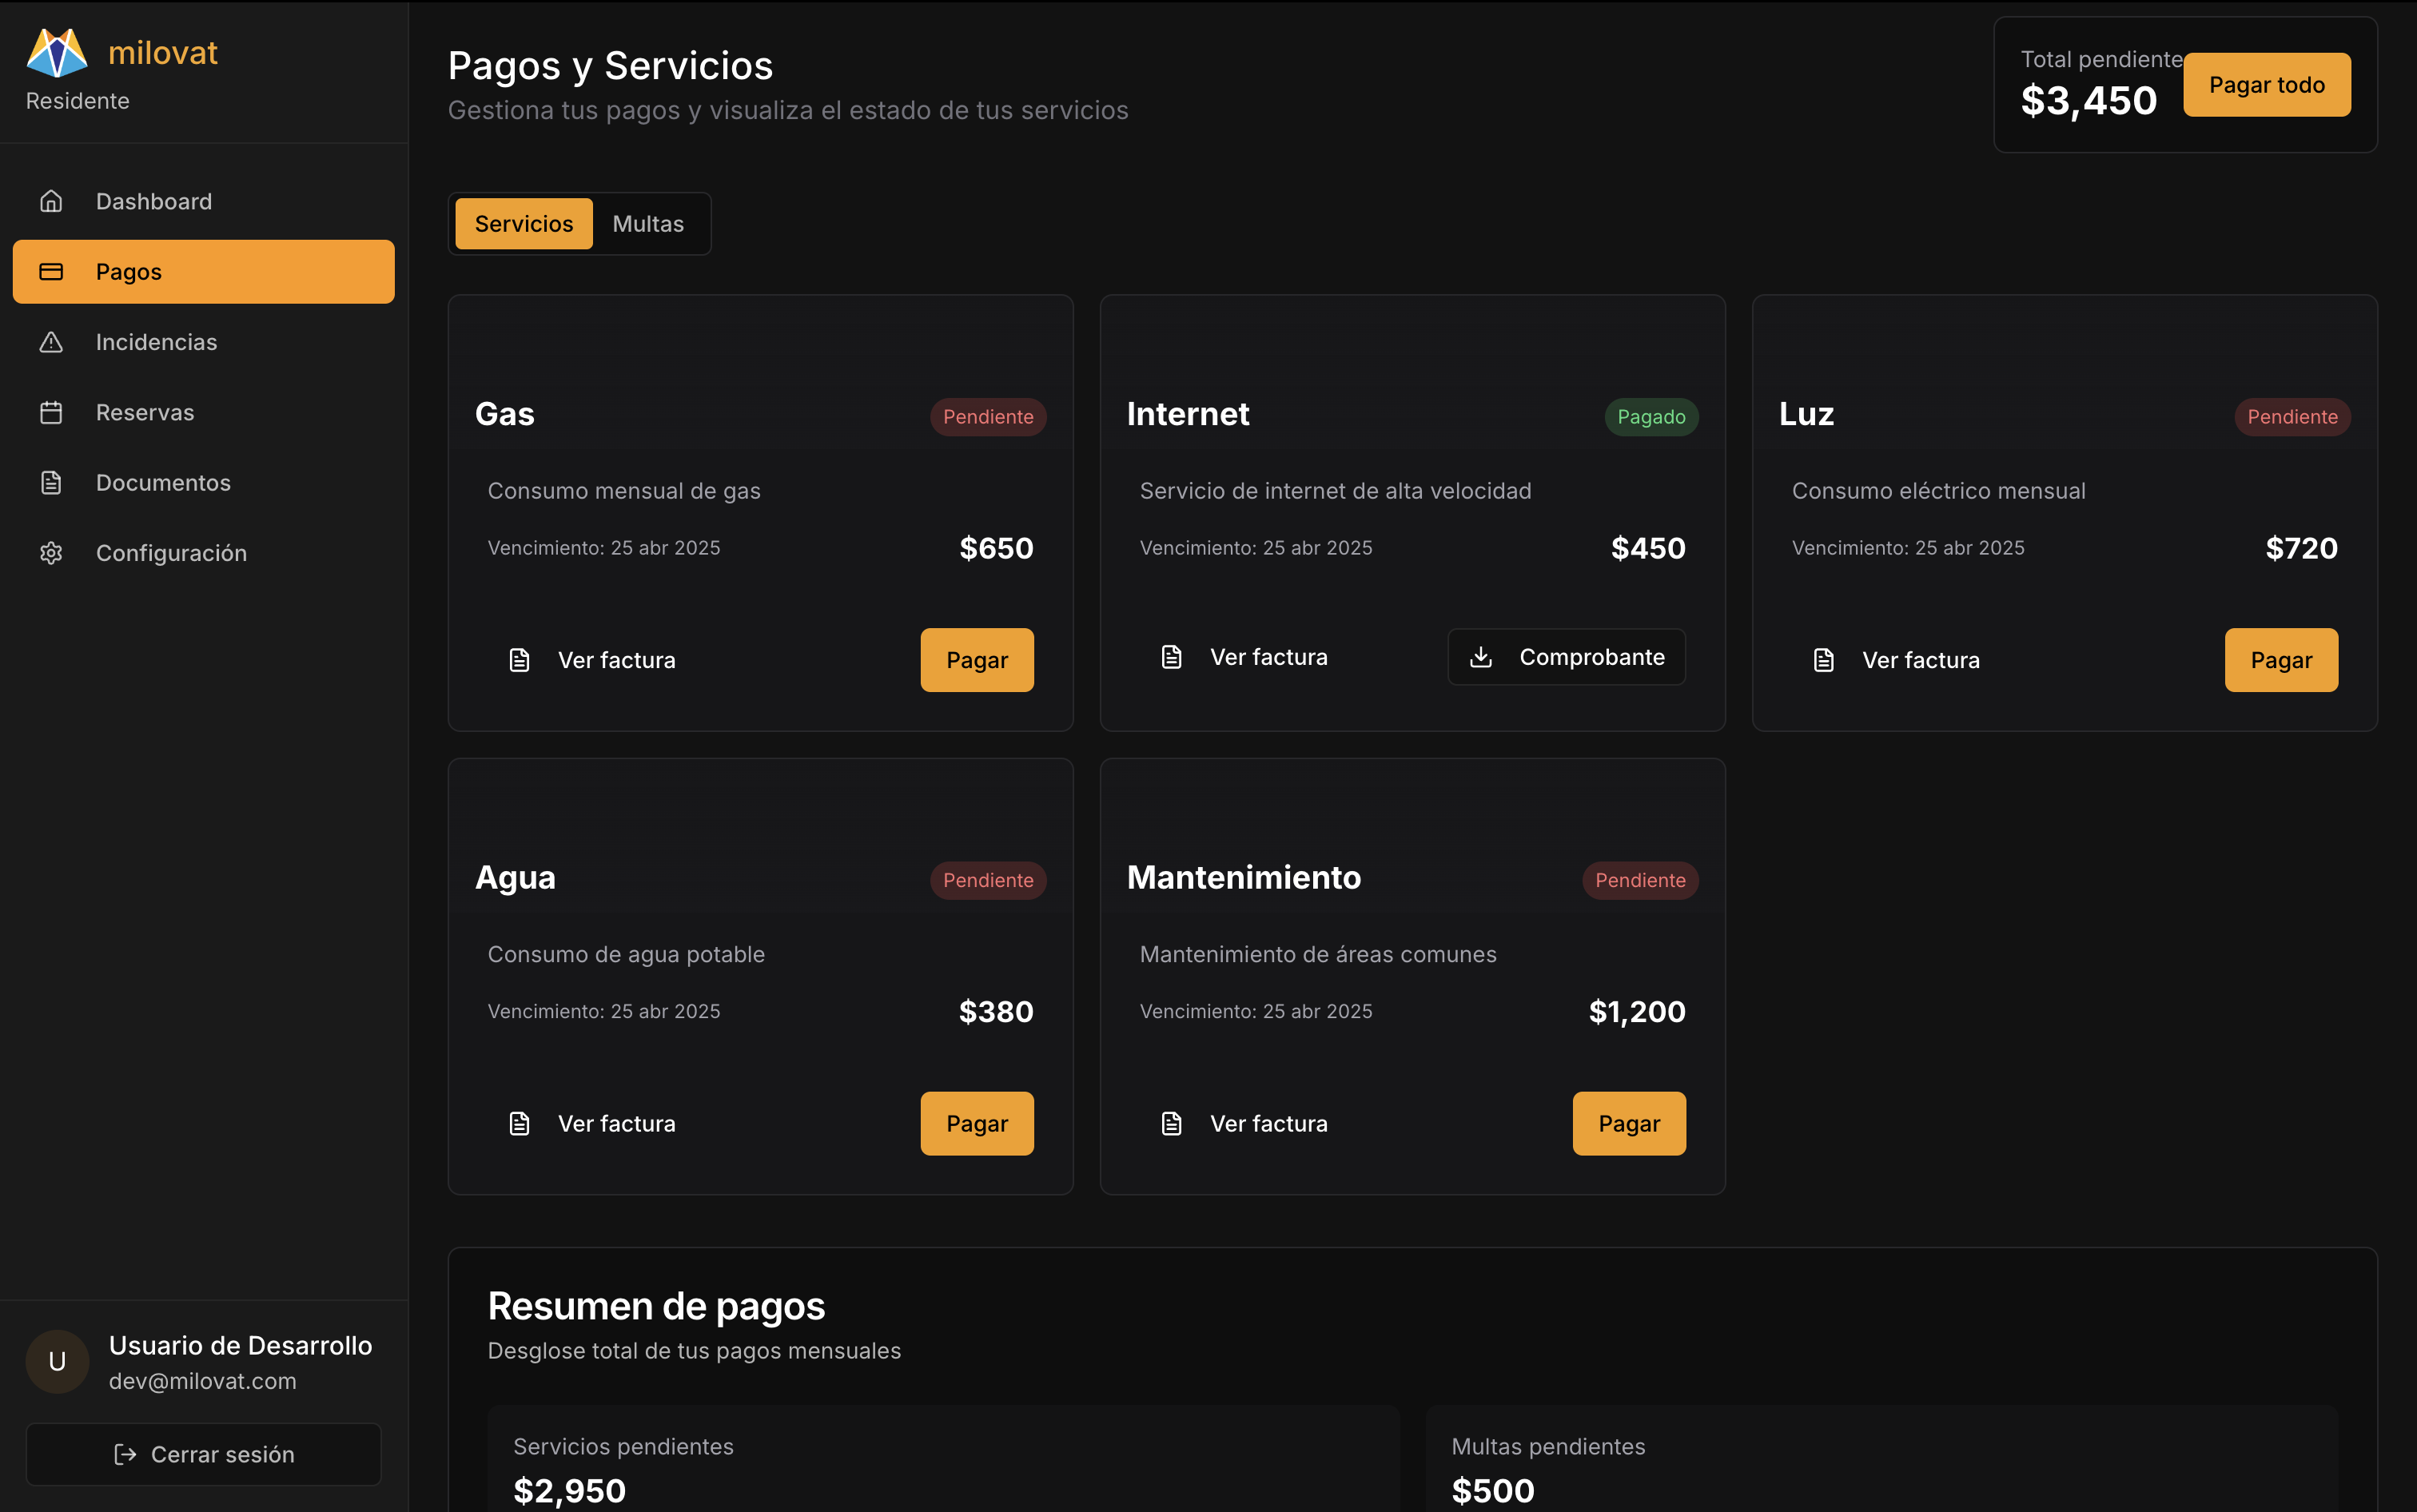 milovat
Residente
Dashboard
Pagos
Incidencias
Reservas
Documentos
Configuración
U
Usuario de Desarrollo
dev@milovat.com
Cerrar sesión
Pagos y Servicios
Gestiona tus pagos y visualiza el estado de tus servicios
Total pendiente
$3,450
Pagar todo
Servicios
Multas
Gas
Pendiente
Consumo mensual de gas
Vencimiento: 25 abr 2025
$650
Ver factura
Pagar
Internet
Pagado
Servicio de internet de alta velocidad
Vencimiento: 25 abr 2025
$450
Ver factura
Comprobante
Luz
Pendiente
Consumo eléctrico mensual
Vencimiento: 25 abr 2025
$720
Ver factura
Pagar
Agua
Pendiente
Consumo de agua potable
Vencimiento: 25 abr 2025
$380
Ver factura
Pagar
Mantenimiento
Pendiente
Mantenimiento de áreas comunes
Vencimiento: 25 abr 2025
$1,200
Ver factura
Pagar
Resumen de pagos
Desglose total de tus pagos mensuales
Servicios pendientes
$2,950
Multas pendientes
$500